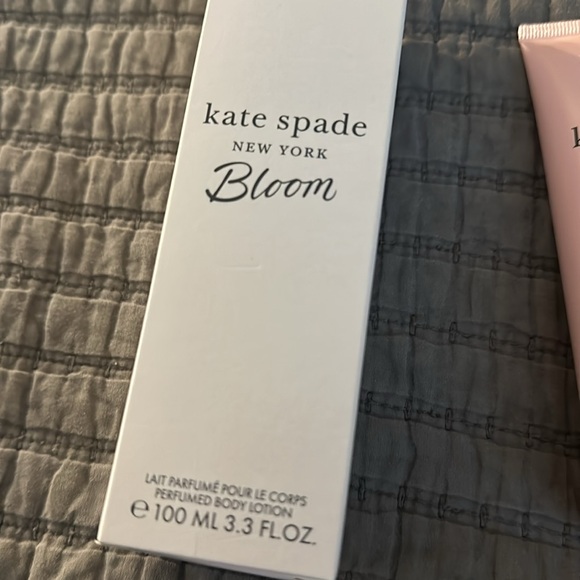 kate spade
NEW YORK
Bloom
LAIT PARFUMÉ POUR LE CORPS
PERFUMED BODY LOTION
℮ 100 ML 3.3 FL.OZ.
k